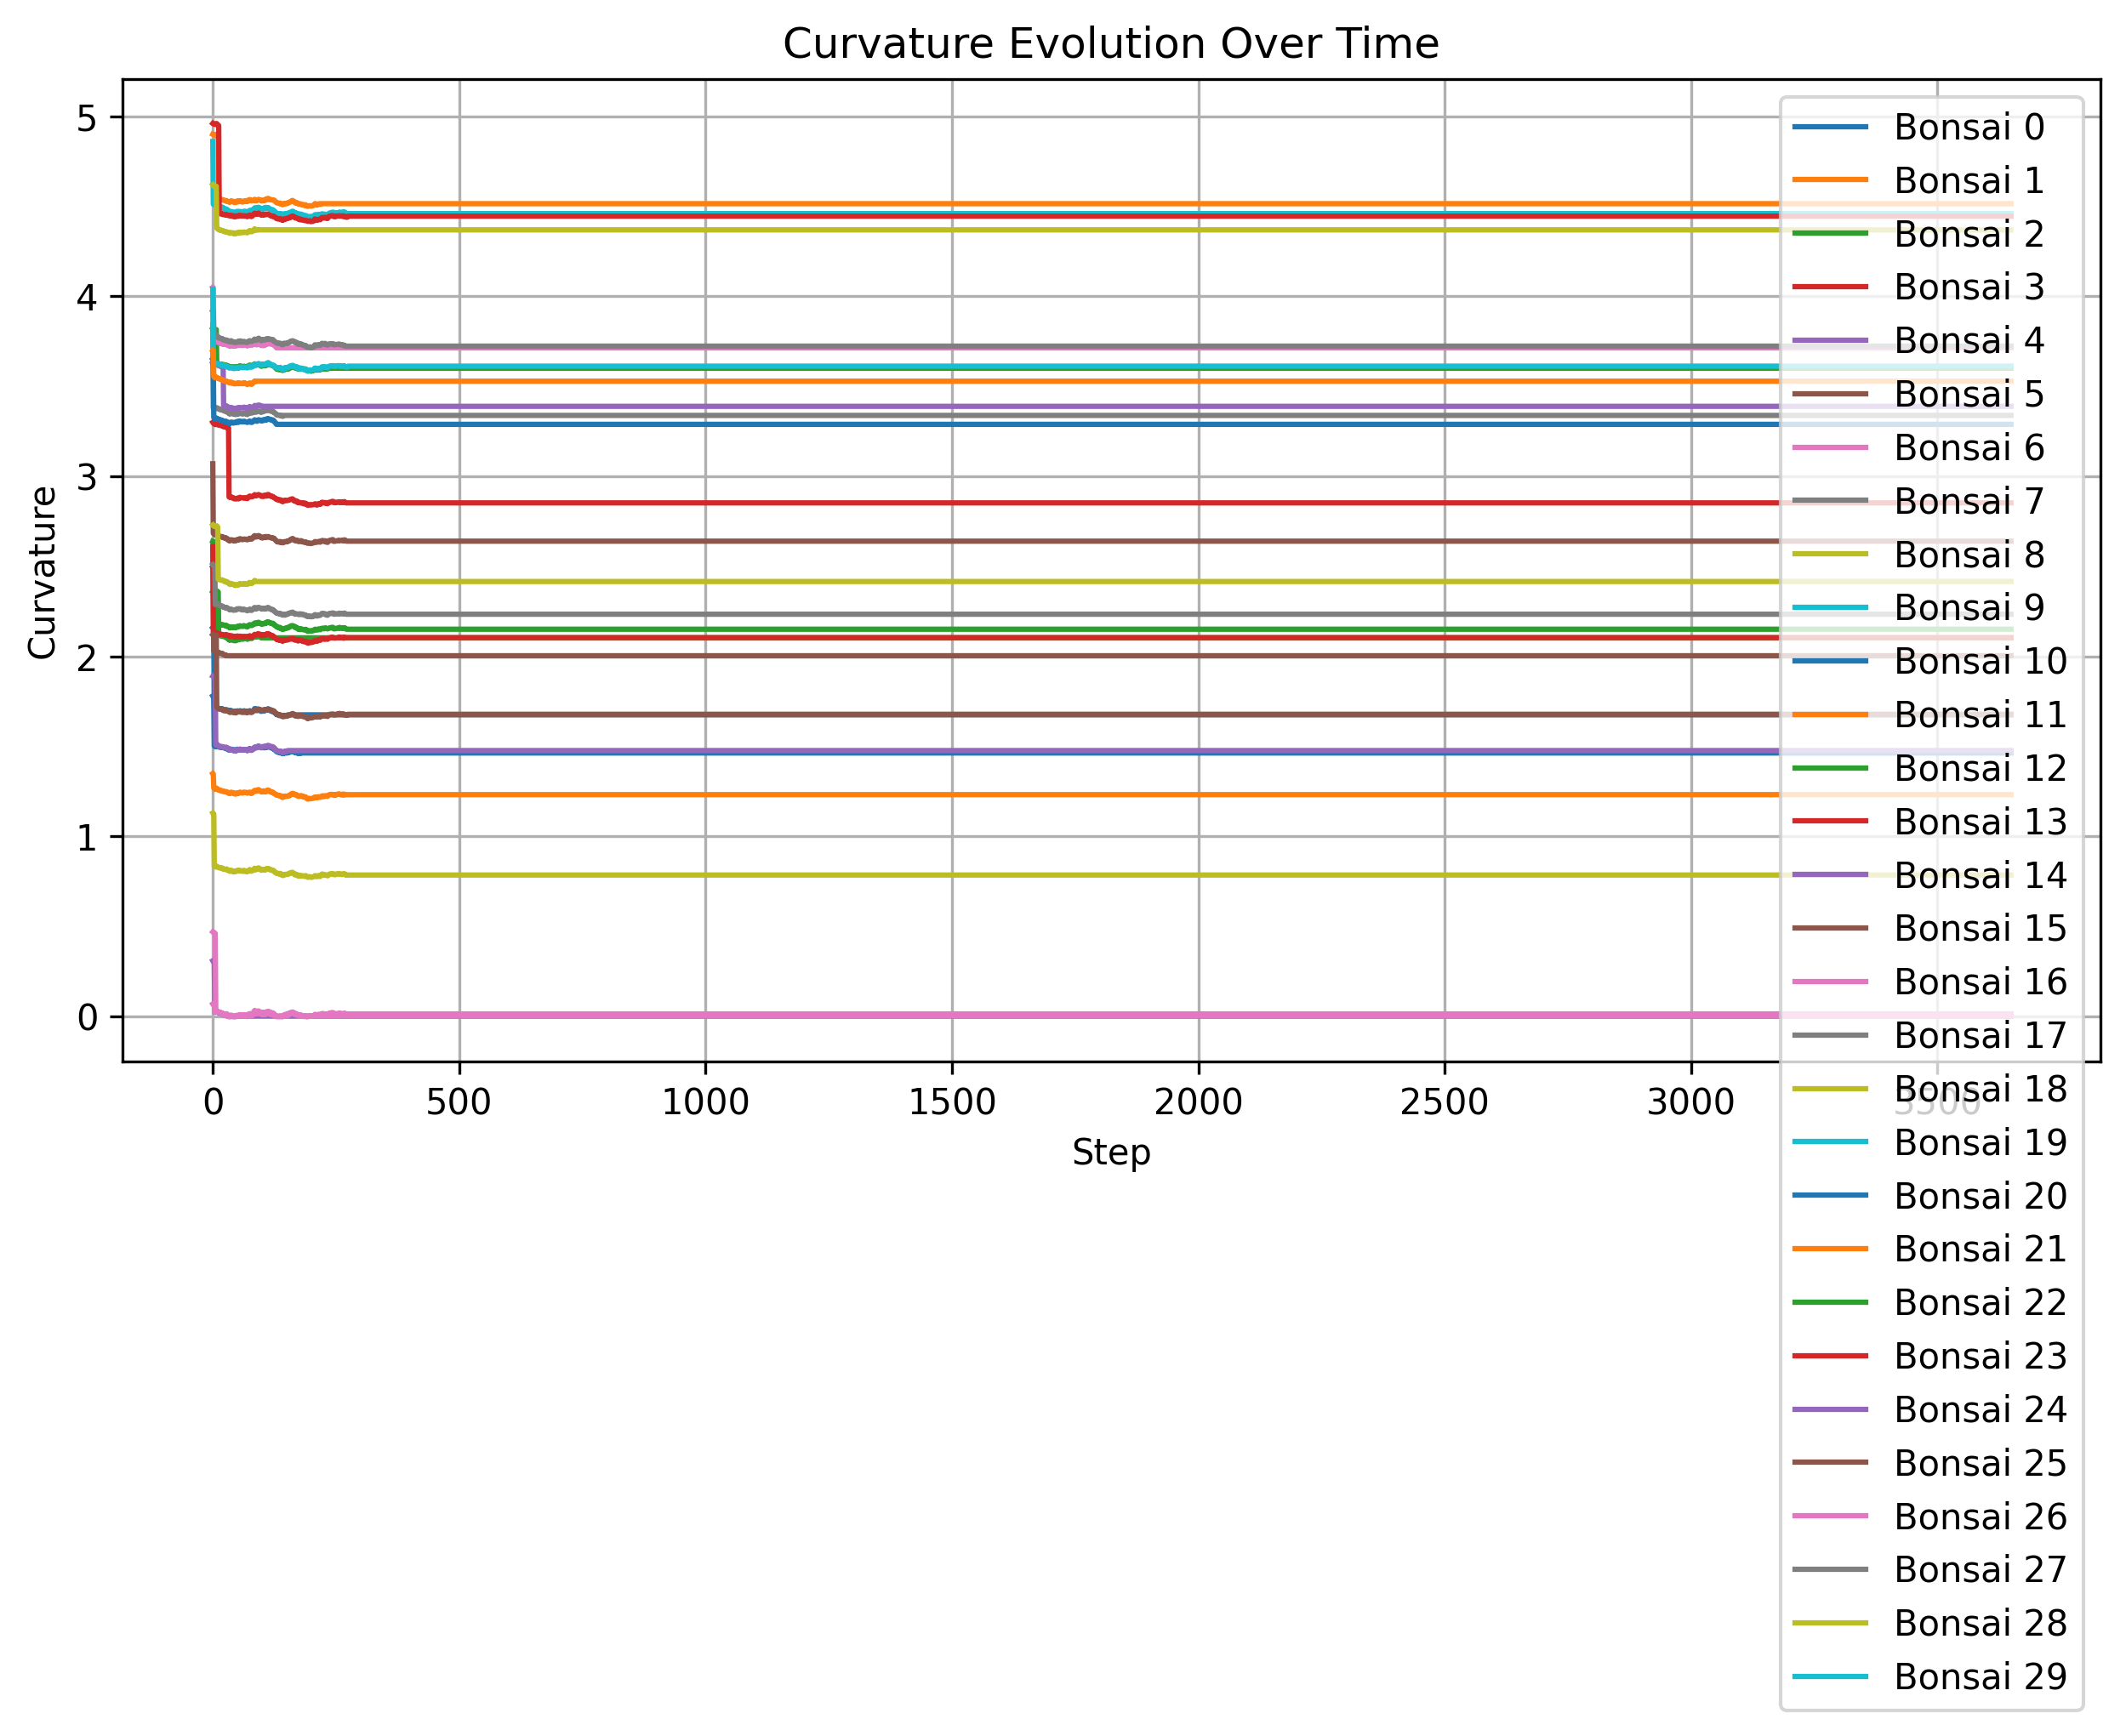 Curvature Evolution Over Time
Curvature
5
4
3
2
1
0
0 500 1000 1500 2000 2500 3000 3500
Step
Bonsai 0
Bonsai 1
Bonsai 2
Bonsai 3
Bonsai 4
Bonsai 5
Bonsai 6
Bonsai 7
Bonsai 8
Bonsai 9
Bonsai 10
Bonsai 11
Bonsai 12
Bonsai 13
Bonsai 14
Bonsai 15
Bonsai 16
Bonsai 17
Bonsai 18
Bonsai 19
Bonsai 20
Bonsai 21
Bonsai 22
Bonsai 23
Bonsai 24
Bonsai 25
Bonsai 26
Bonsai 27
Bonsai 28
Bonsai 29